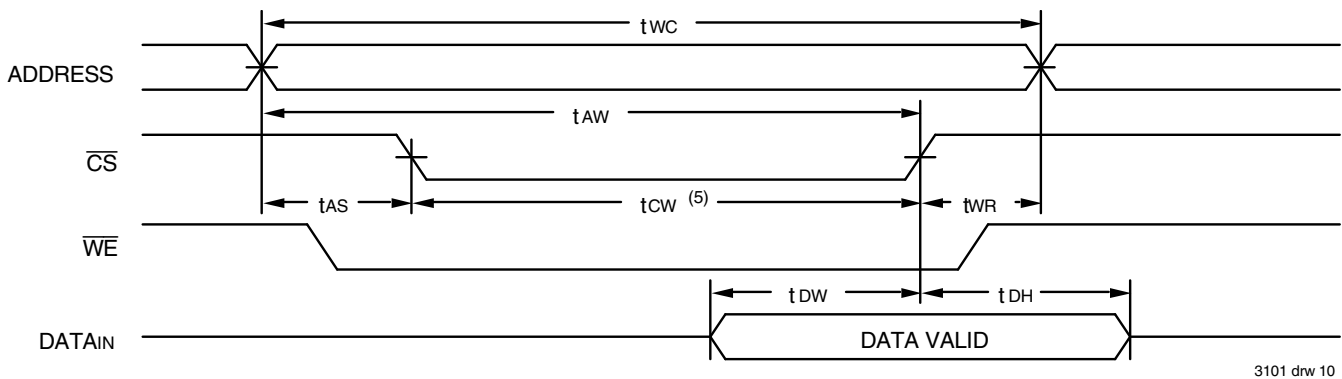 tWC
ADDRESS
tAW
CS
tAS
tCW (5)
tWR
WE
tDW
tDH
DATAIN
DATA VALID
3101 drw 10